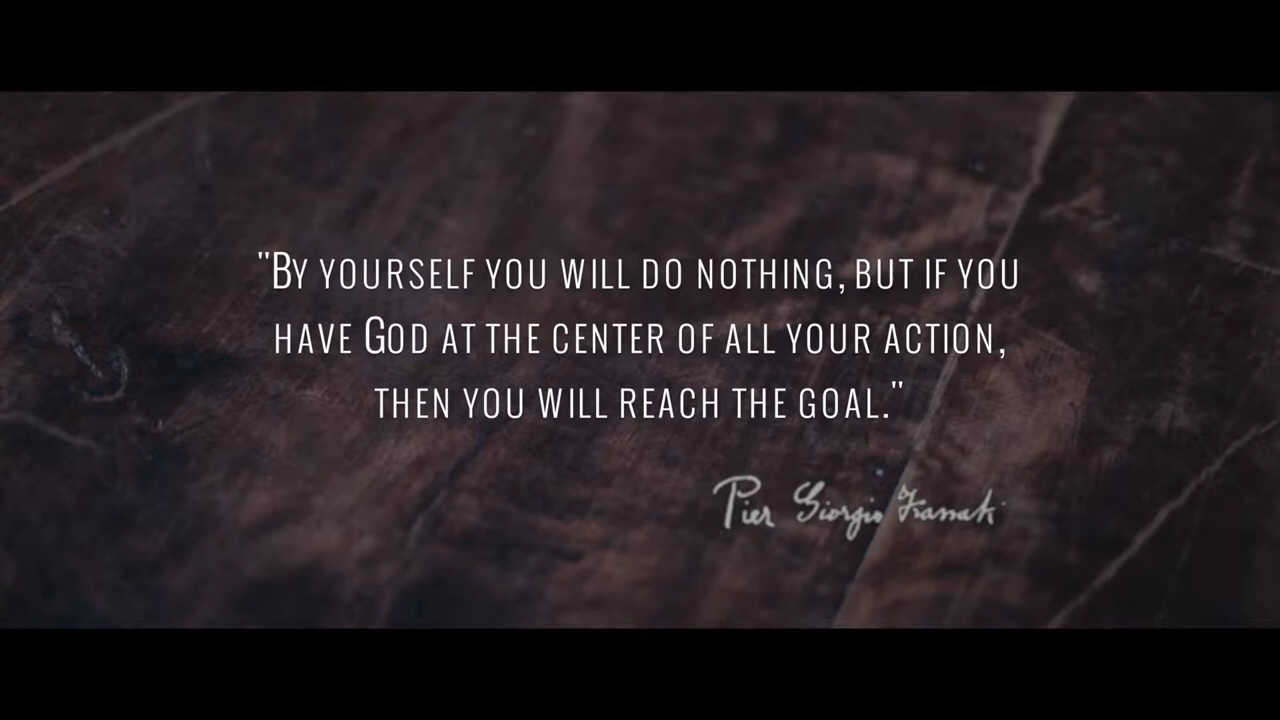 "By yourself you will do nothing, but if you
have God at the center of all your action,
then you will reach the goal."
Pier Giorgio Frassati